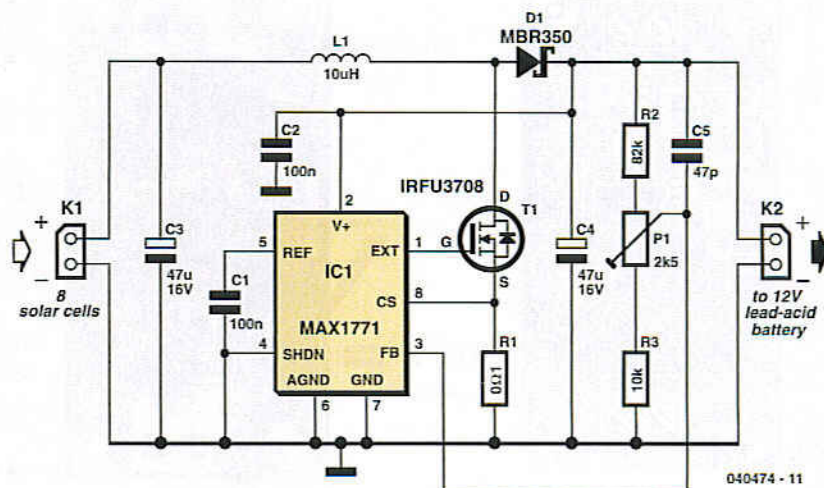 D1
MBR350
L1
10uH
C2
100n
R2
82k
C5
47p
IRFU3708
D
T1
G
S
K1
+
–
8
solar cells
C3
47u
16V
2
V+
5
REF
EXT
1
IC1
C1
100n
CS
8
MAX1771
4
SHDN
FB
3
AGND
GND
6
7
R1
0Ω1
C4
47u
16V
P1
2k5
R3
10k
K2
+
–
to 12V
lead-acid
battery
040474 - 11